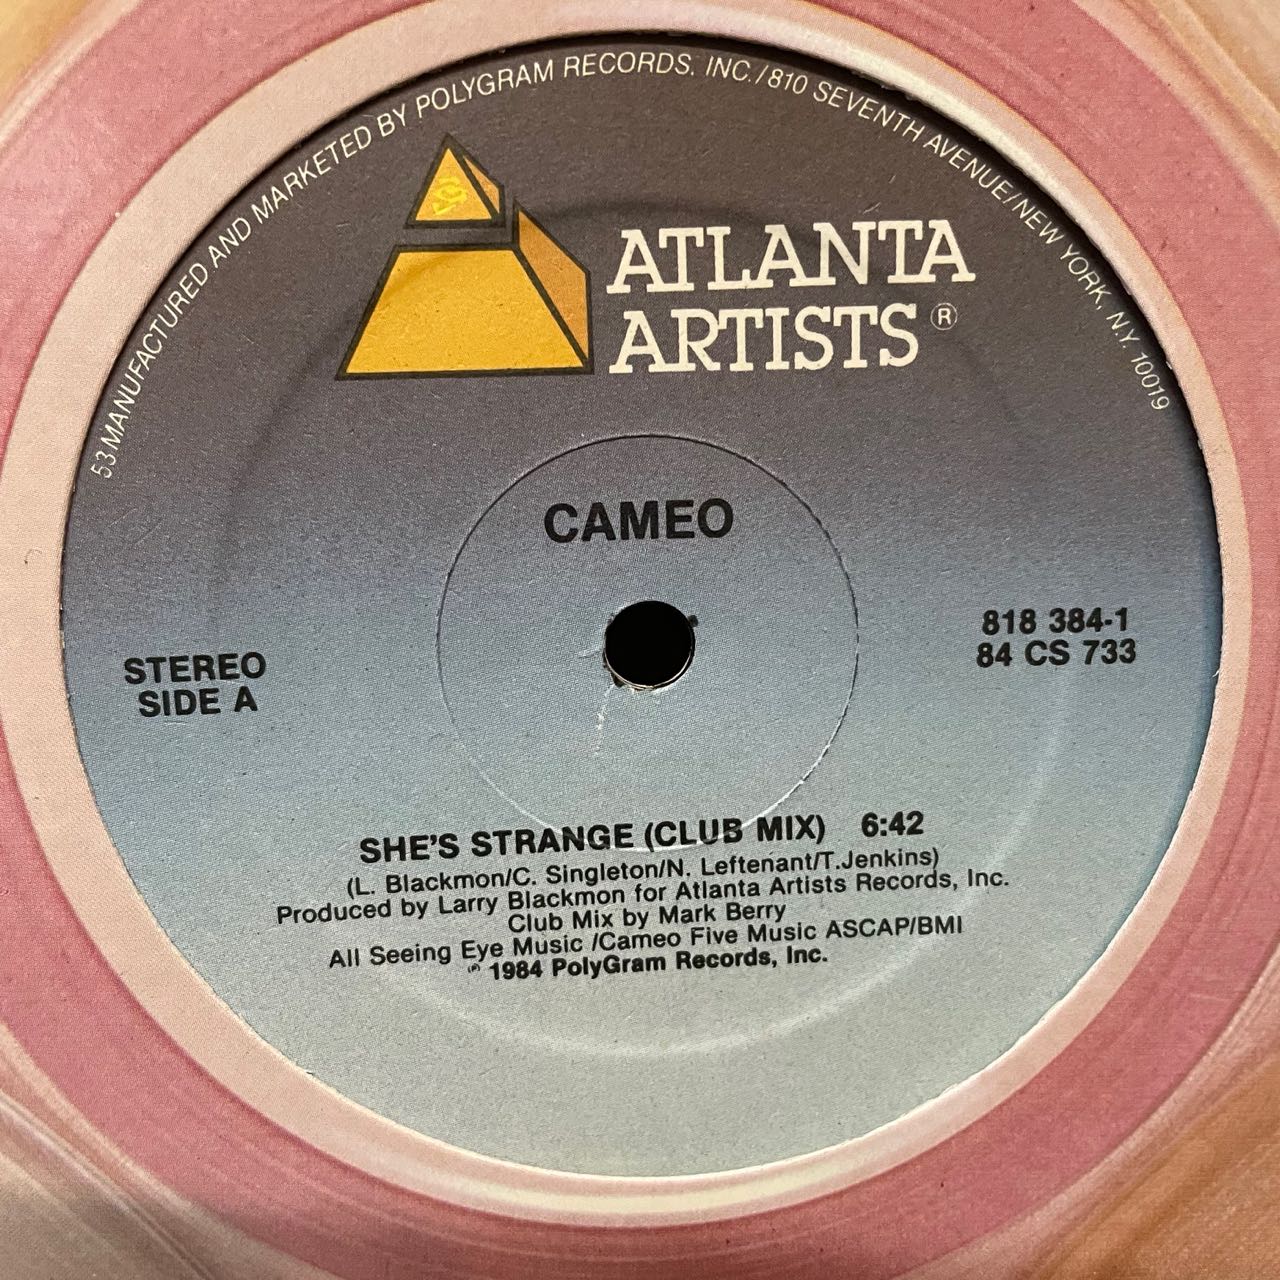 53 MANUFACTURED AND MARKETED BY POLYGRAM RECORDS. INC./810 SEVENTH AVENUE/NEW YORK, N.Y. 10019
ATLANTA
ARTISTS ®
CAMEO
STEREO
SIDE A
818 384-1
84 CS 733
SHE'S STRANGE (CLUB MIX) 6:42
(L. Blackmon/C. Singleton/N. Leftenant/T.Jenkins)
Produced by Larry Blackmon for Atlanta Artists Records, Inc.
Club Mix by Mark Berry
All Seeing Eye Music /Cameo Five Music ASCAP/BMI
℗ 1984 PolyGram Records, Inc.